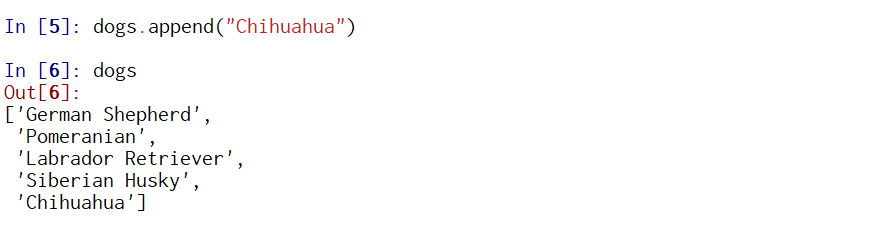 In [5]: dogs.append("Chihuahua")
In [6]: dogs
Out[6]:
['German Shepherd',
 'Pomeranian',
 'Labrador Retriever',
 'Siberian Husky',
 'Chihuahua']